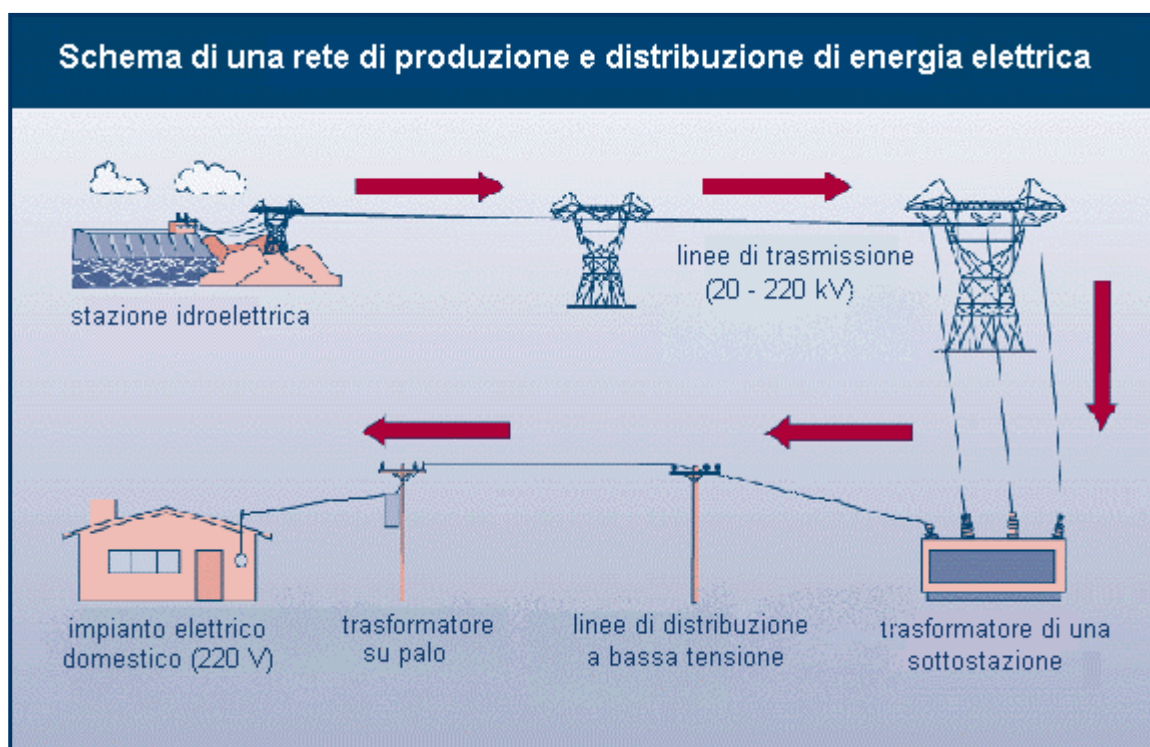 Schema di una rete di produzione e distribuzione di energia elettrica
stazione idroelettrica
linee di trasmissione
(20 - 220 kV)
impianto elettrico
domestico (220 V)
trasformatore
su palo
linee di distribuzione
a bassa tensione
trasformatore di una
sottostazione